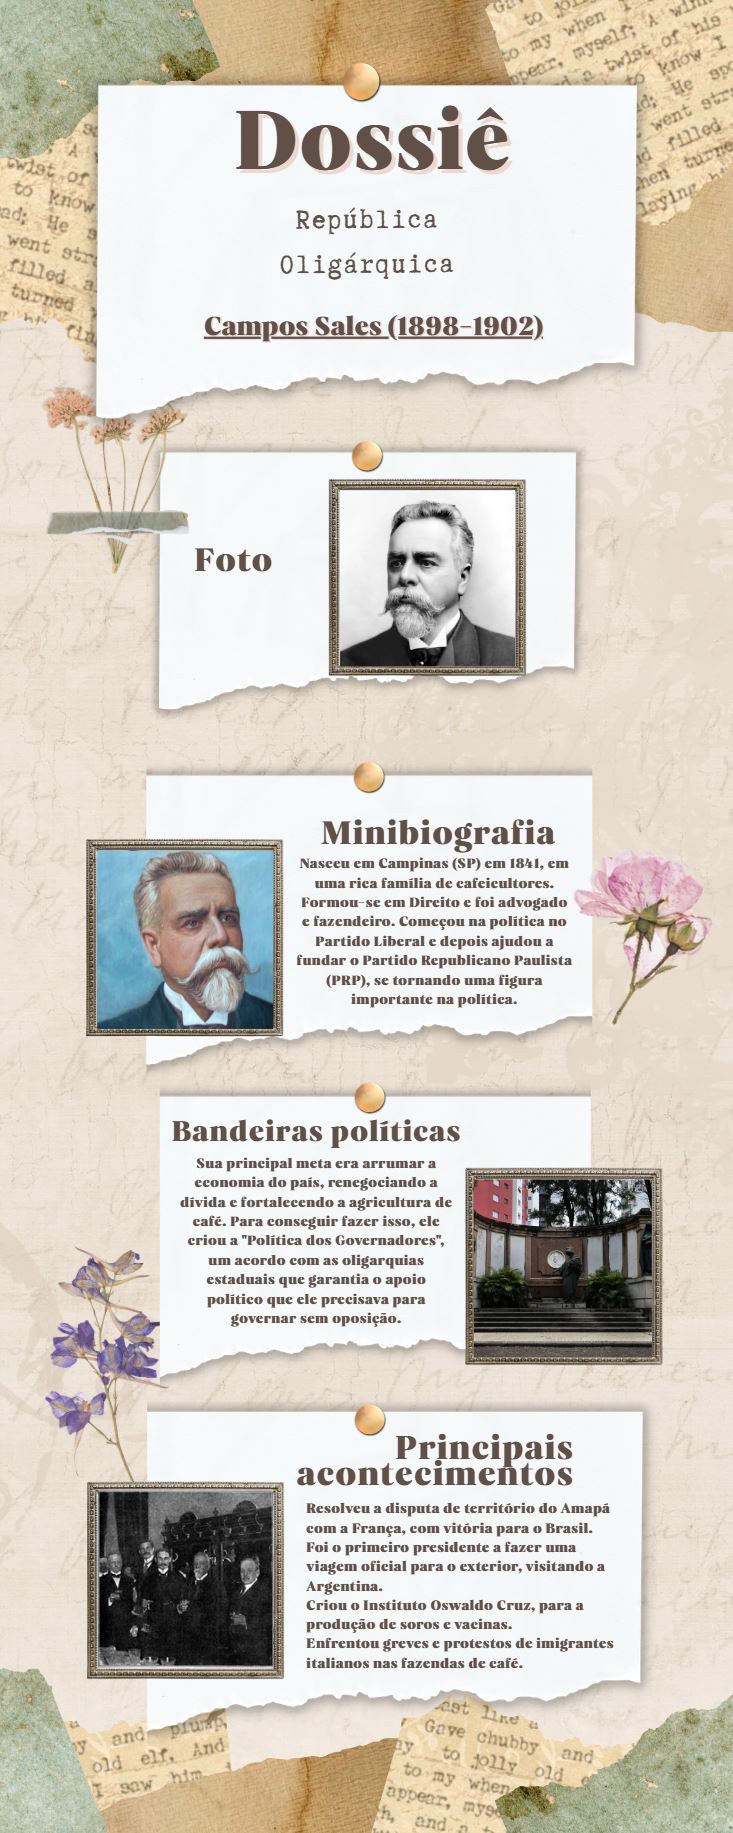 Dossiê
República
Oligárquica
Campos Sales (1898-1902)
Foto
Minibiografia
Nasceu em Campinas (SP) em 1841, em
uma rica família de cafeicultores.
Formou-se em Direito e foi advogado
e fazendeiro. Começou na política no
Partido Liberal e depois ajudou a
fundar o Partido Republicano Paulista
(PRP), se tornando uma figura
importante na política.
Bandeiras políticas
Sua principal meta era arrumar a
economia do país, renegociando a
dívida e fortalecendo a agricultura de
café. Para conseguir fazer isso, ele
criou a "Política dos Governadores",
um acordo com as oligarquias
estaduais que garantia o apoio
político que ele precisava para
governar sem oposição.
Principais
acontecimentos
Resolveu a disputa de território do Amapá
com a França, com vitória para o Brasil.
Foi o primeiro presidente a fazer uma
viagem oficial para o exterior, visitando a
Argentina.
Criou o Instituto Oswaldo Cruz, para a
produção de soros e vacinas.
Enfrentou greves e protestos de imigrantes
italianos nas fazendas de café.